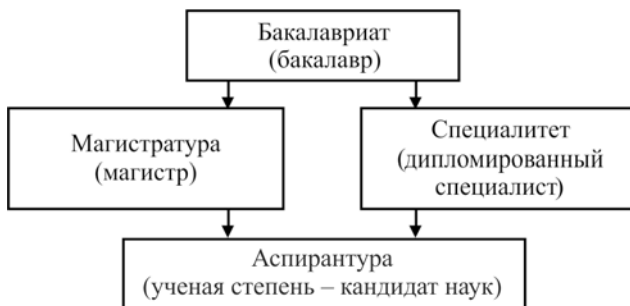 Бакалавриат
(бакалавр)
Магистратура
(магистр)
Специалитет
(дипломированный
специалист)
Аспирантура
(ученая степень – кандидат наук)